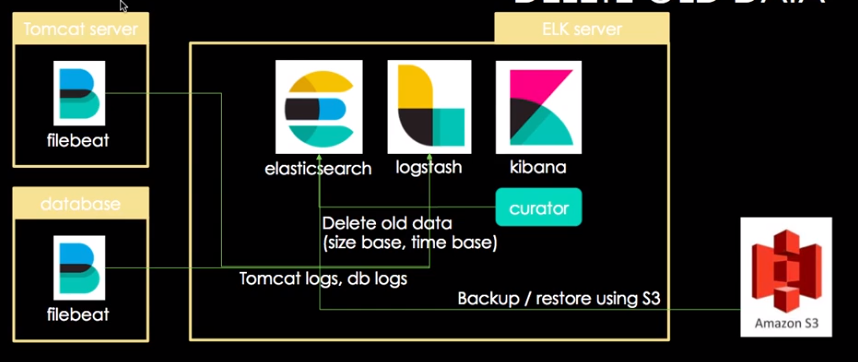 DELETE OLD DATA
Tomcat server
filebeat
database
filebeat
ELK server
elasticsearch
logstash
kibana
curator
Delete old data
(size base, time base)
Tomcat logs, db logs
Backup / restore using S3
Amazon S3